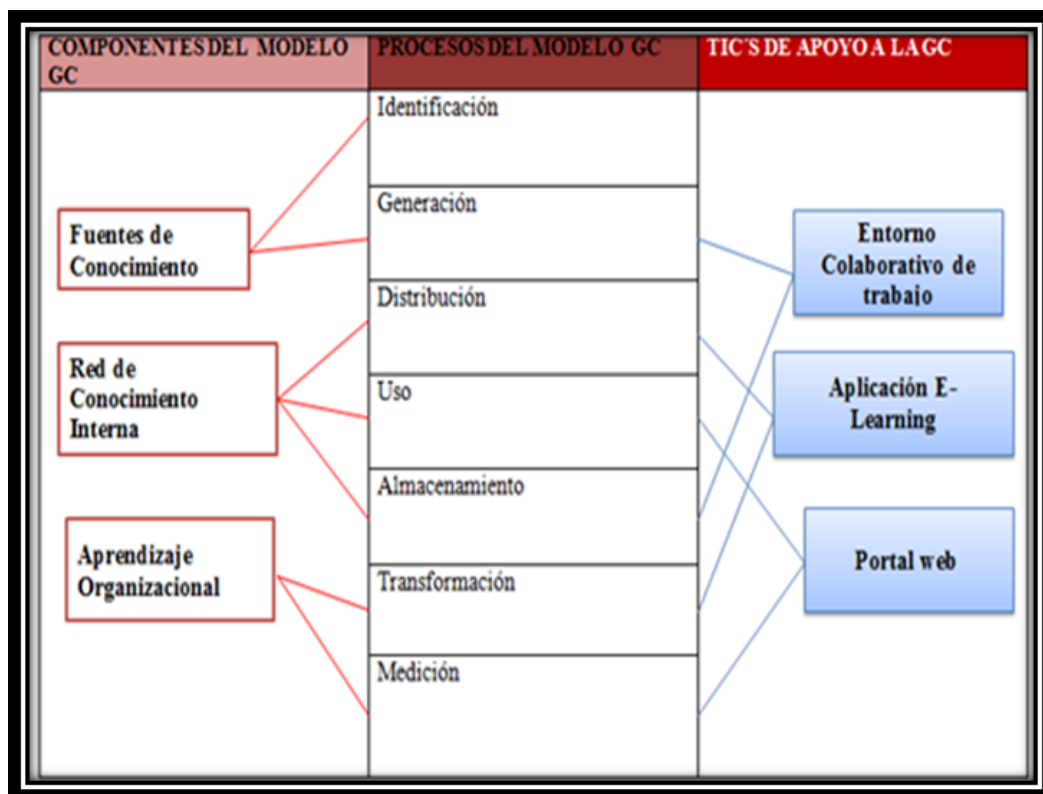 COMPONENTES DEL MODELO
GC
PROCESOS DEL MODELO GC
TIC'S DE APOYO A LA GC
Identificación
Generación
Distribución
Uso
Almacenamiento
Transformación
Medición
Fuentes de
Conocimiento
Red de
Conocimiento
Interna
Aprendizaje
Organizacional
Entorno
Colaborativo de
trabajo
Aplicación E-
Learning
Portal web